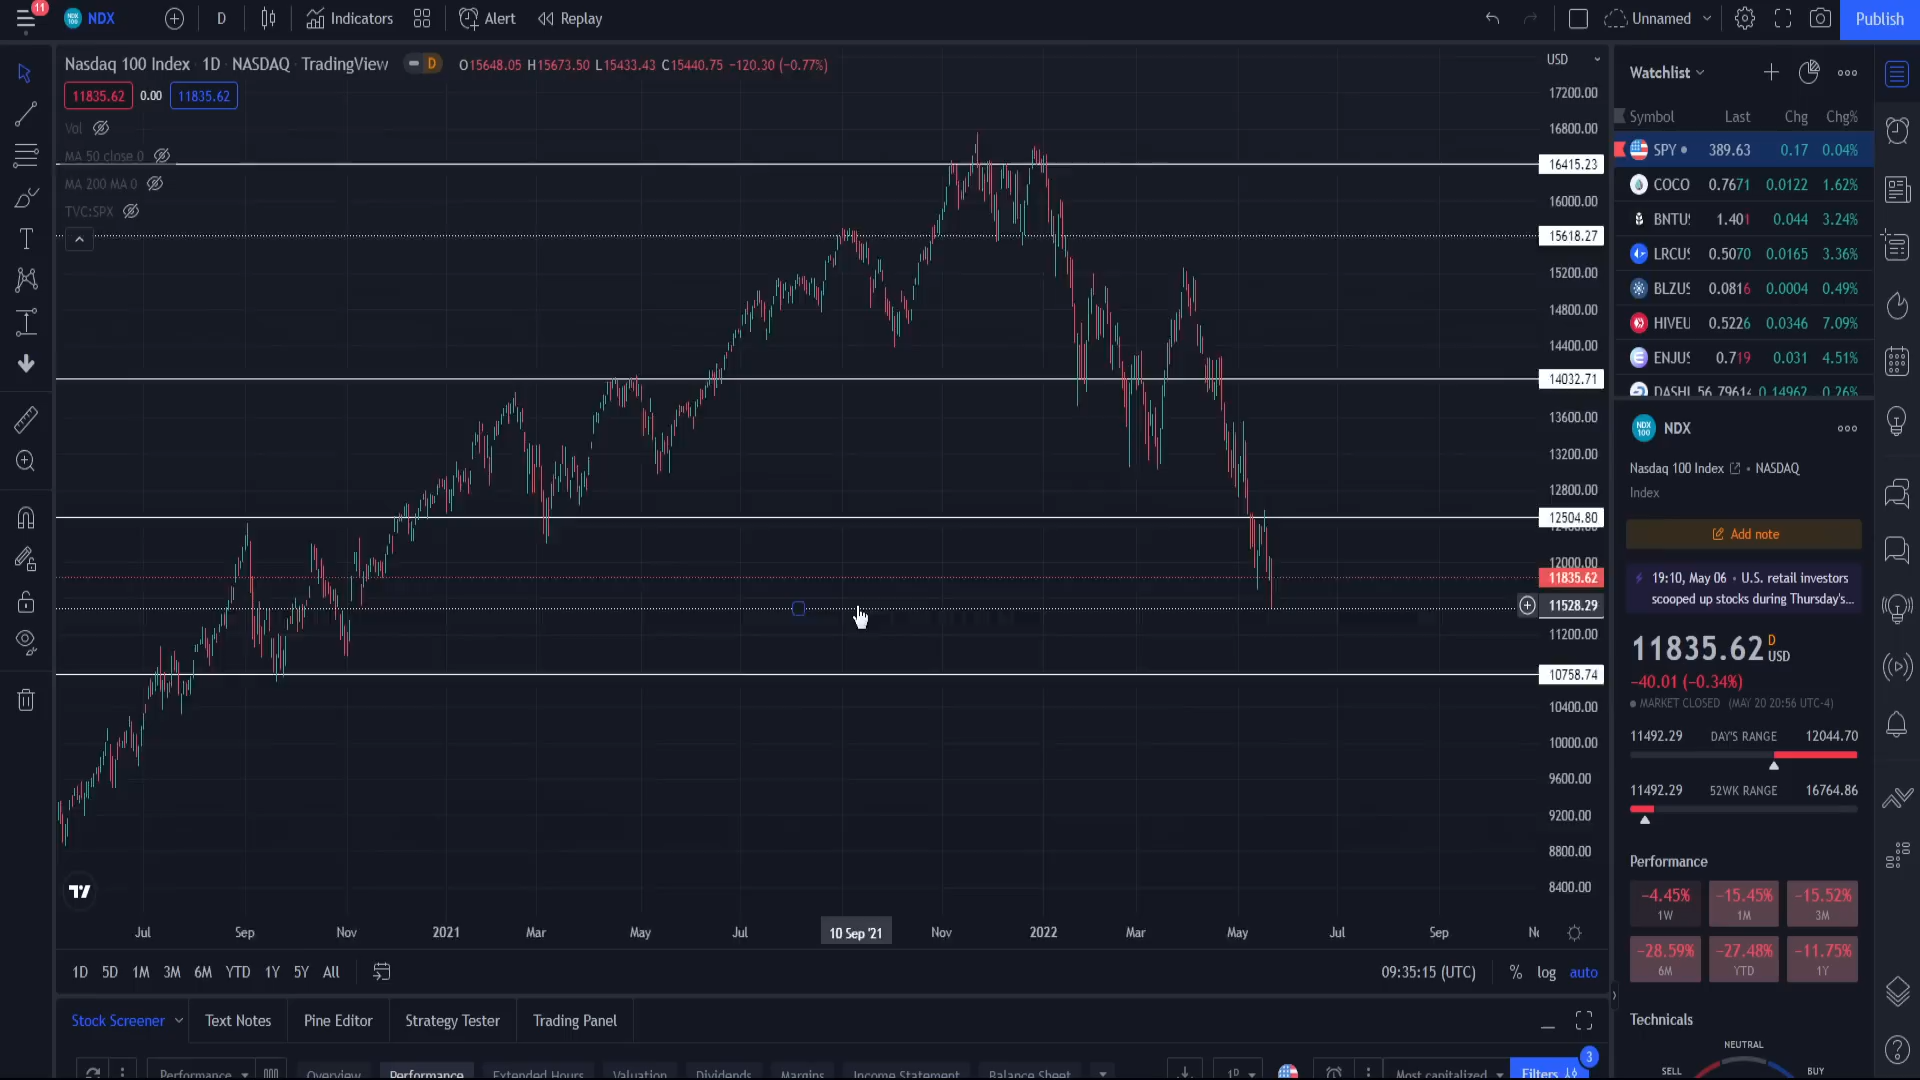 11
NDX
D
Indicators
Alert
Replay
Unnamed
Publish
Nasdaq 100 Index · 1D · NASDAQ · TradingView
D
O15648.05 H15673.50 L15433.43 C15440.75 −120.30 (−0.77%)
11835.62 0.00 11835.62
Vol
MA 50 close 0
MA 200 MA 0
TVC:SPX
USD
17200.00
16800.00
16415.23
16000.00
15618.27
15200.00
14800.00
14400.00
14032.71
13600.00
13200.00
12800.00
12504.80
12000.00
11835.62
11528.29
11200.00
10758.74
10400.00
10000.00
9600.00
9200.00
8800.00
8400.00
Jul Sep Nov 2021 Mar May Jul 10 Sep '21 Nov 2022 Mar May Jul Sep
1D 5D 1M 3M 6M YTD 1Y 5Y All
09:35:15 (UTC) % log auto
Stock Screener Text Notes Pine Editor Strategy Tester Trading Panel
Performance Overview Performance Extended Hours Valuation Dividends Margins Income Statement Balance Sheet 1D Most capitalized Filters 3
Watchlist
Symbol Last Chg Chg%
SPY 389.63 0.17 0.04%
COCO 0.7671 0.0122 1.62%
BNTU 1.401 0.044 3.24%
LRCUS 0.5070 0.0165 3.36%
BLZUS 0.0816 0.0004 0.49%
HIVEU 0.5226 0.0346 7.09%
ENJUS 0.719 0.031 4.51%
DASHI 0.14962 0.26%
NDX 100
NDX
Nasdaq 100 Index • NASDAQ
Index
Add note
19:10, May 06 • U.S. retail investors
scooped up stocks during Thursday's...
11835.62 D USD
−40.01 (−0.34%)
MARKET CLOSED (MAY 20 20:56 UTC-4)
11492.29 DAY'S RANGE 12044.70
11492.29 52WK RANGE 16764.86
Performance
−4.45% −15.45% −15.52%
1W 1M 3M
−28.59% −27.48% −11.75%
6M YTD 1Y
Technicals
NEUTRAL
SELL BUY